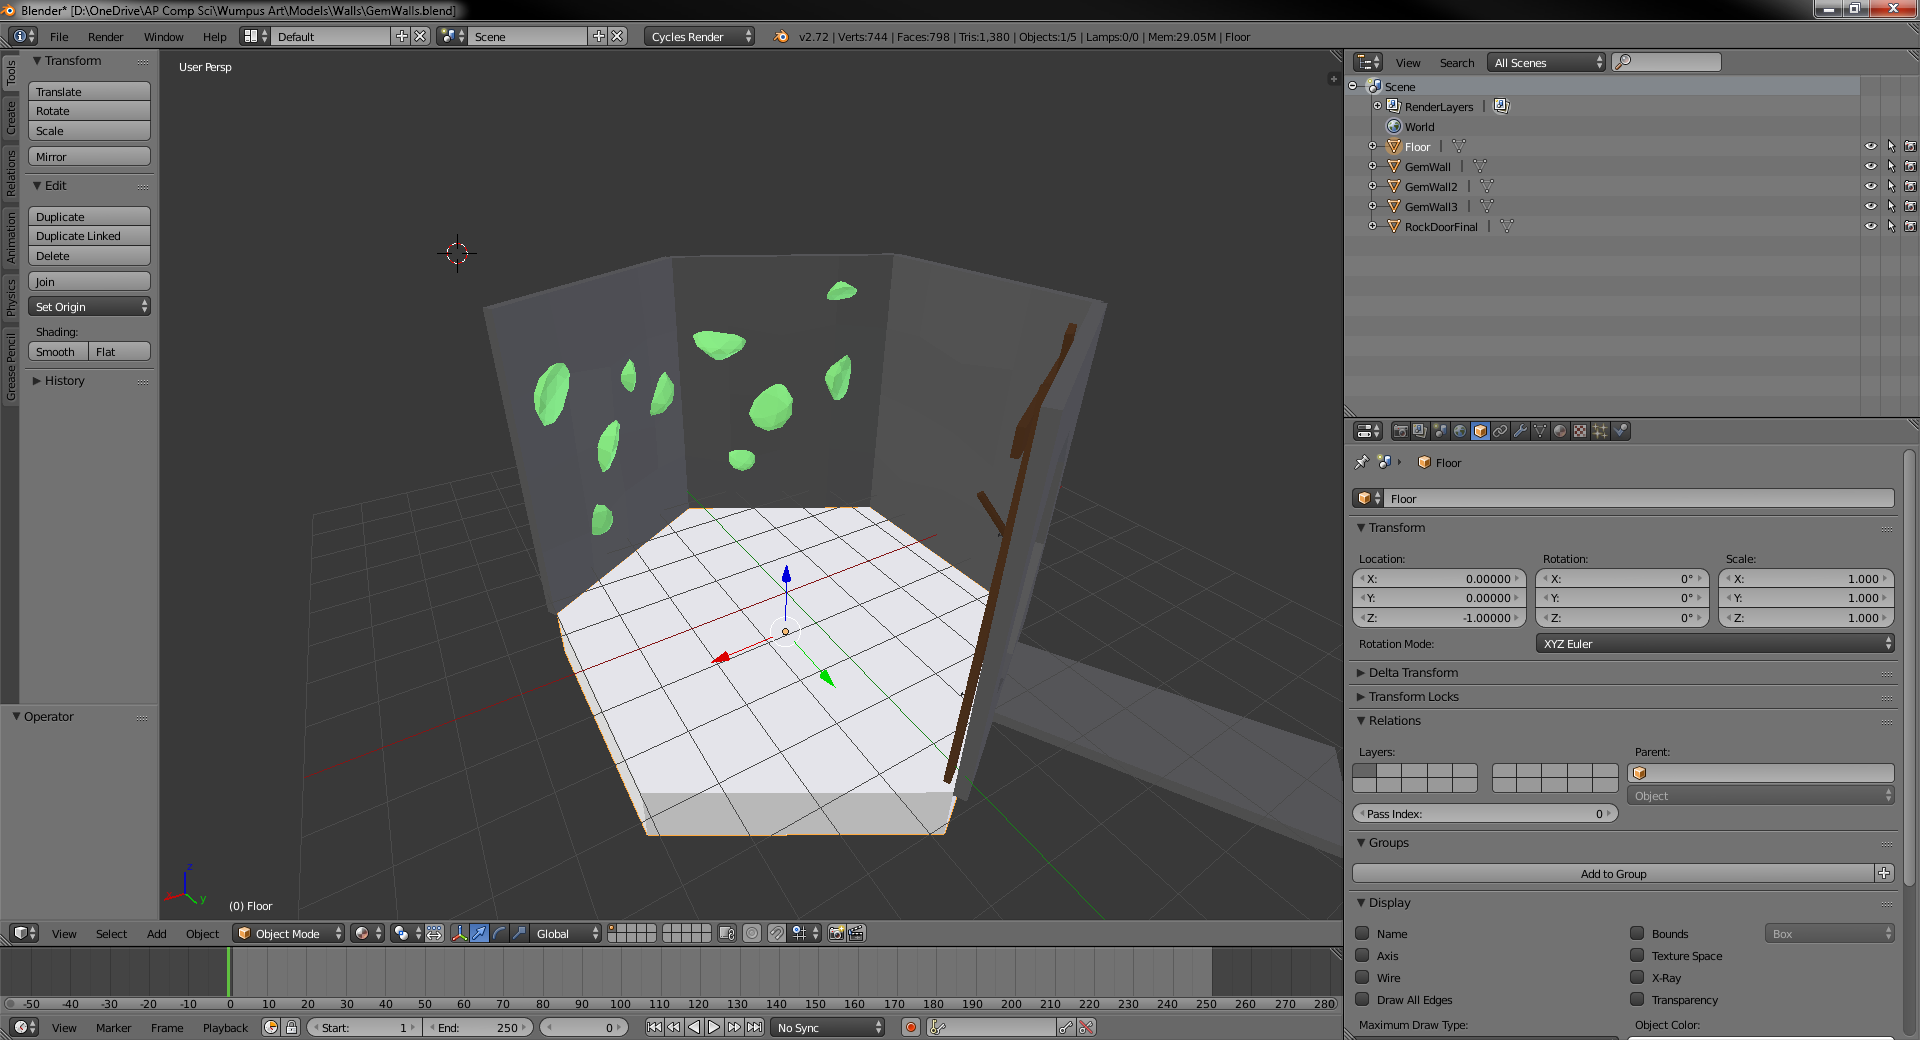 Blender* [D:\OneDrive\AP Comp Sci\Wumpus Art\Models\Walls\GemWalls.blend]
File Render Window Help Default Scene Cycles Render v2.72 | Verts:744 | Faces:798 | Tris:1,380 | Objects:1/5 | Lamps:0/0 | Mem:29.05M | Floor
Tools
Create
Relations
Animation
Physics
Grease Pencil
Transform
Translate
Rotate
Scale
Mirror
Edit
Duplicate
Duplicate Linked
Delete
Join
Set Origin
Shading:
Smooth Flat
History
Operator
User Persp
z
y
(0) Floor
View Select Add Object Object Mode Global
-50 -40 -30 -20 -10 0 10 20 30 40 50 60 70 80 90 100 110 120 130 140 150 160 170 180 190 200 210 220 230 240 250 260 270 280
View Marker Frame Playback Start: 1 End: 250 0 No Sync
View Search All Scenes
Scene
RenderLayers |
World
Floor |
GemWall |
GemWall2 |
GemWall3 |
RockDoorFinal |
Floor
Floor
Transform
Location: Rotation: Scale:
X: 0.00000 X: 0° X: 1.000
Y: 0.00000 Y: 0° Y: 1.000
Z: -1.00000 Z: 0° Z: 1.000
Rotation Mode: XYZ Euler
Delta Transform
Transform Locks
Relations
Layers: Parent:
Object
Pass Index: 0
Groups
Add to Group
Display
Name Bounds Box
Axis Texture Space
Wire X-Ray
Draw All Edges Transparency
Maximum Draw Type: Object Color: